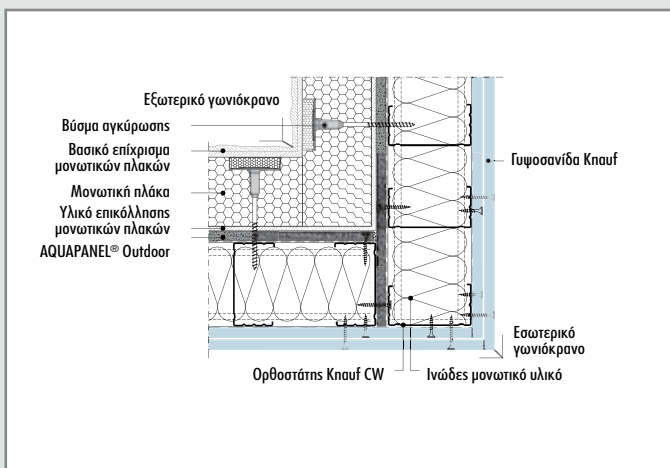 Εξωτερικό γωνιόκρανο
Βύσμα αγκύρωσης
Βασικό επίχρισμα
μονωτικών πλακών
Μονωτική πλάκα
Υλικό επικόλλησης
μονωτικών πλακών
AQUAPANEL® Outdoor
Γυψοσανίδα Knauf
Εσωτερικό
γωνιόκρανο
Ορθοστάτης Knauf CW
Ινώδες μονωτικό υλικό